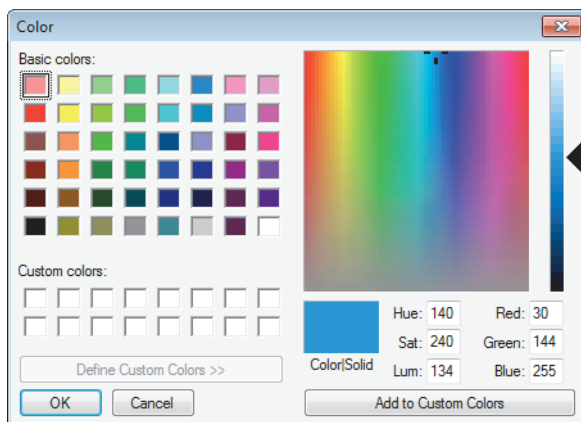 Color
Basic colors:
Custom colors:
Define Custom Colors >>
OK Cancel
Color|Solid
Hue: 140 Red: 30
Sat: 240 Green: 144
Lum: 134 Blue: 255
Add to Custom Colors